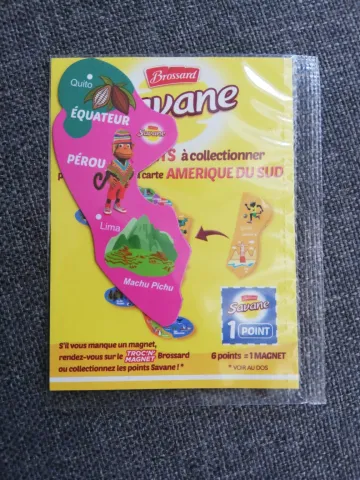 Brossard
Savane
Quito
ÉQUATEUR
Savane
PÉROU
S à collectionner
carte AMERIQUE DU SUD
Lima
Machu Pichu
Brossard
Savane
1 POINT
S'il vous manque un magnet,
rendez-vous sur le TROC'N' MAGNET Brossard
ou collectionnez les points Savane !*
6 points = 1 MAGNET
* VOIR AU DOS